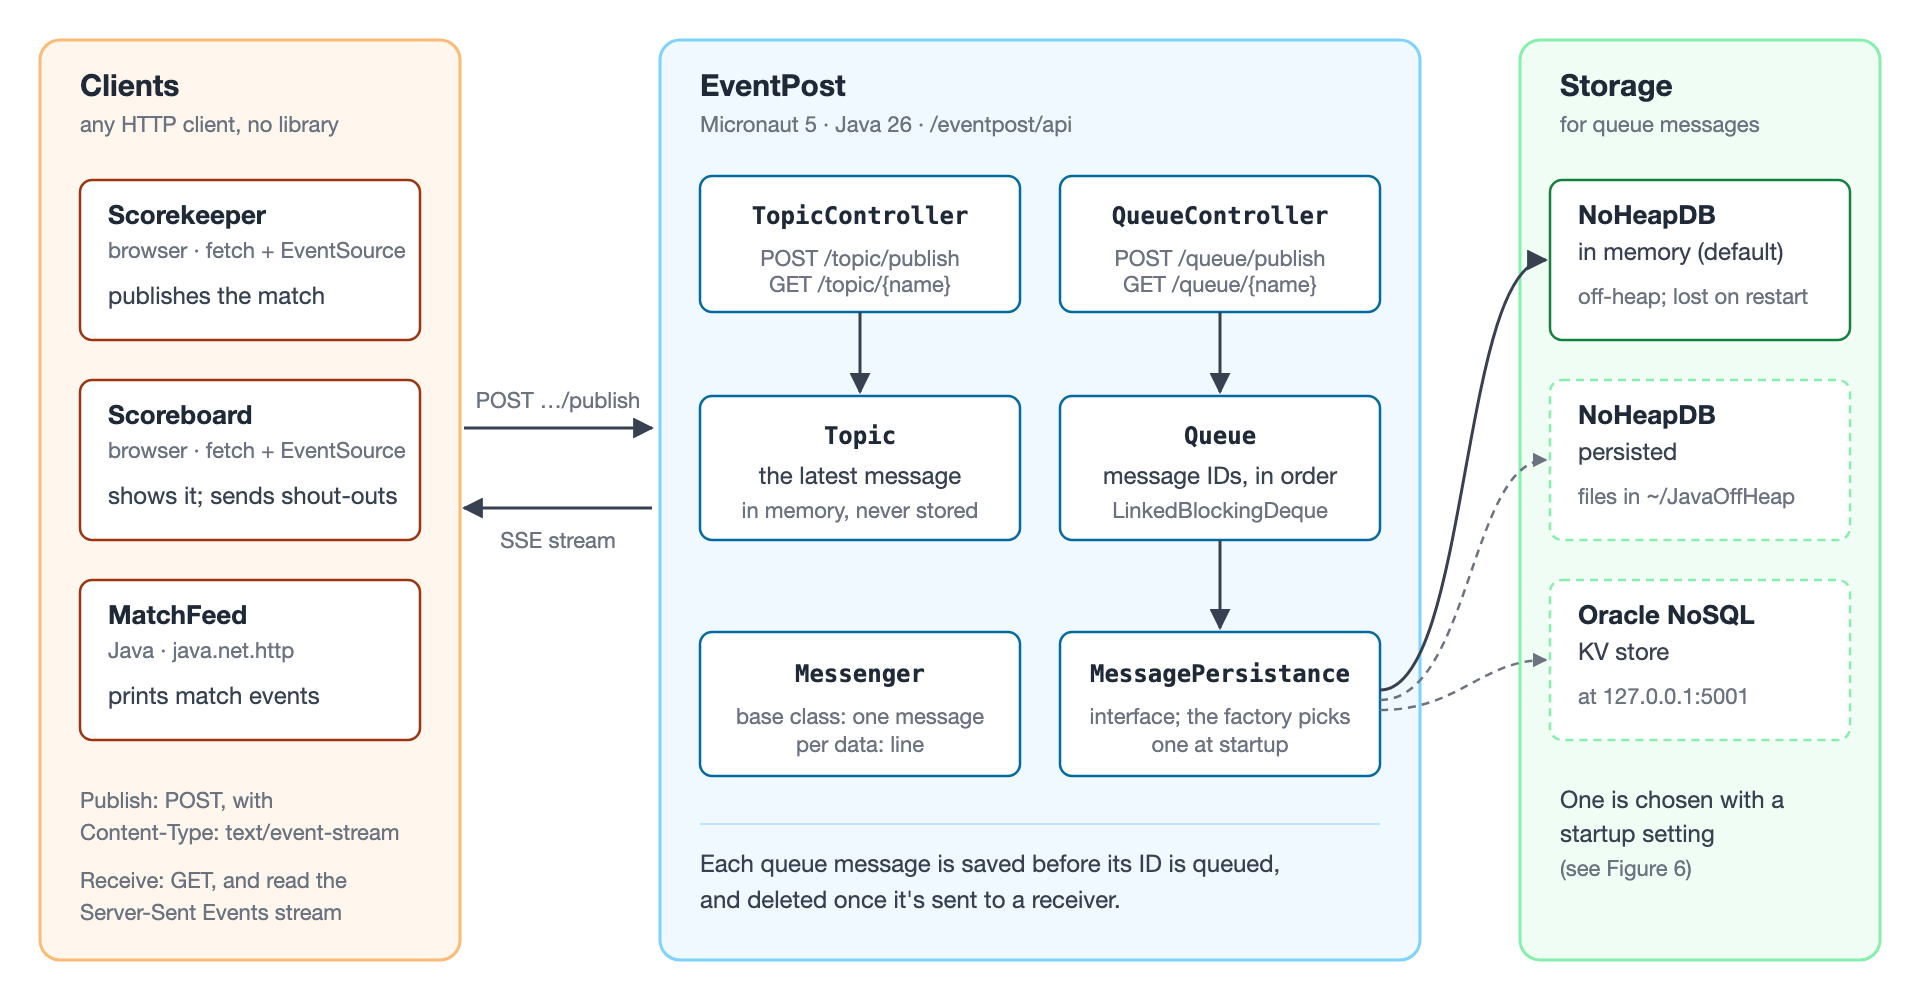 Clients
any HTTP client, no library
Scorekeeper
browser · fetch + EventSource
publishes the match
Scoreboard
browser · fetch + EventSource
shows it; sends shout-outs
MatchFeed
Java · java.net.http
prints match events
Publish: POST, with
Content-Type: text/event-stream
Receive: GET, and read the
Server-Sent Events stream
POST .../publish
SSE stream
EventPost
Micronaut 5 · Java 26 · /eventpost/api
TopicController
POST /topic/publish
GET /topic/{name}
QueueController
POST /queue/publish
GET /queue/{name}
Topic
the latest message
in memory, never stored
Queue
message IDs, in order
LinkedBlockingDeque
Messenger
base class: one message
per data: line
MessagePersistance
interface; the factory picks
one at startup
Each queue message is saved before its ID is queued,
and deleted once it's sent to a receiver.
Storage
for queue messages
NoHeapDB
in memory (default)
off-heap; lost on restart
NoHeapDB
persisted
files in ~/JavaOffHeap
Oracle NoSQL
KV store
at 127.0.0.1:5001
One is chosen with a
startup setting
(see Figure 6)